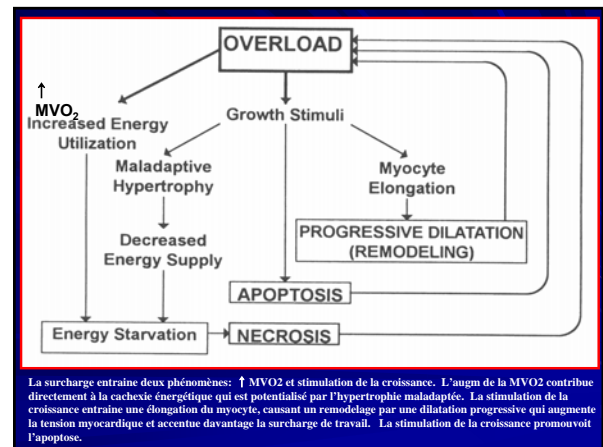 OVERLOAD
↑
MVO2
Increased Energy
Utilization
Growth Stimuli
Maladaptive
Hypertrophy
Myocyte
Elongation
Decreased
Energy Supply
PROGRESSIVE DILATATION
(REMODELING)
APOPTOSIS
Energy Starvation
NECROSIS
La surcharge entraine deux phénomènes: ↑ MVO2 et stimulation de la croissance. L'augm de la MVO2 contribue
directement à la cachexie énergétique qui est potentialisé par l'hypertrophie maladaptée. La stimulation de la
croissance entraine une élongation du myocyte, causant un remodelage par une dilatation progressive qui augmente
la tension myocardique et accentue davantage la surcharge de travail. La stimulation de la croissance promouvoit
l'apoptose.